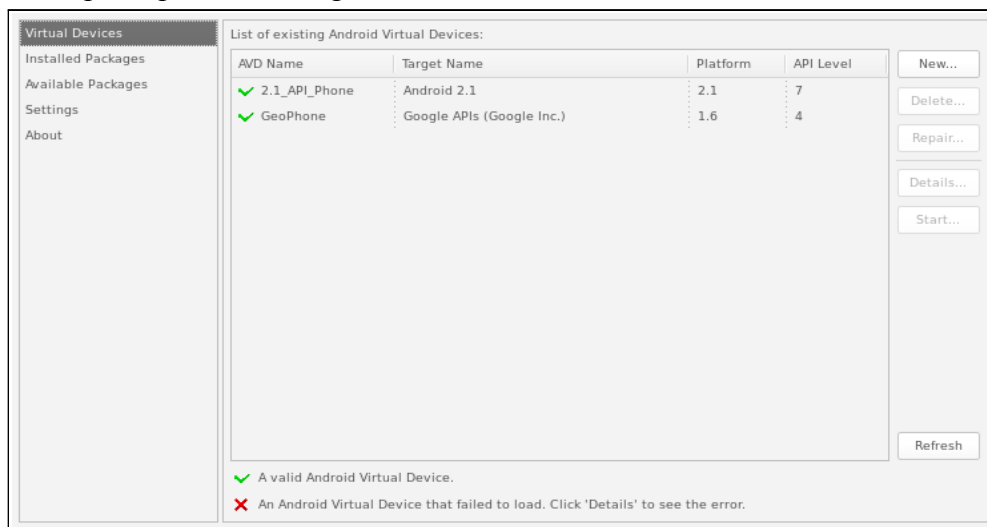 Virtual Devices
Installed Packages
Available Packages
Settings
About
List of existing Android Virtual Devices:
AVD Name Target Name Platform API Level
2.1_API_Phone Android 2.1 2.1 7
GeoPhone Google APIs (Google Inc.) 1.6 4
New...
Delete...
Repair...
Details...
Start...
Refresh
A valid Android Virtual Device.
An Android Virtual Device that failed to load. Click 'Details' to see the error.